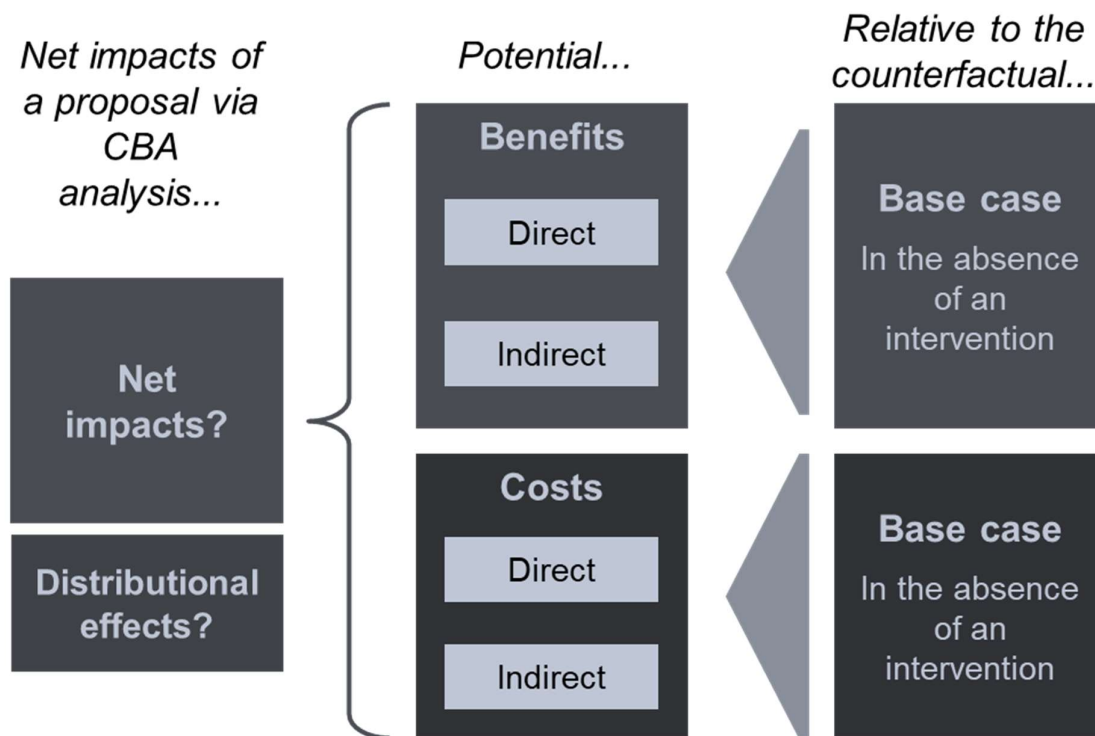 Net impacts of
a proposal via
CBA
analysis...
Net
impacts?
Distributional
effects?
Potential...
Benefits
Direct
Indirect
Costs
Direct
Indirect
Relative to the
counterfactual...
Base case
In the absence
of an
intervention
Base case
In the absence
of an
intervention